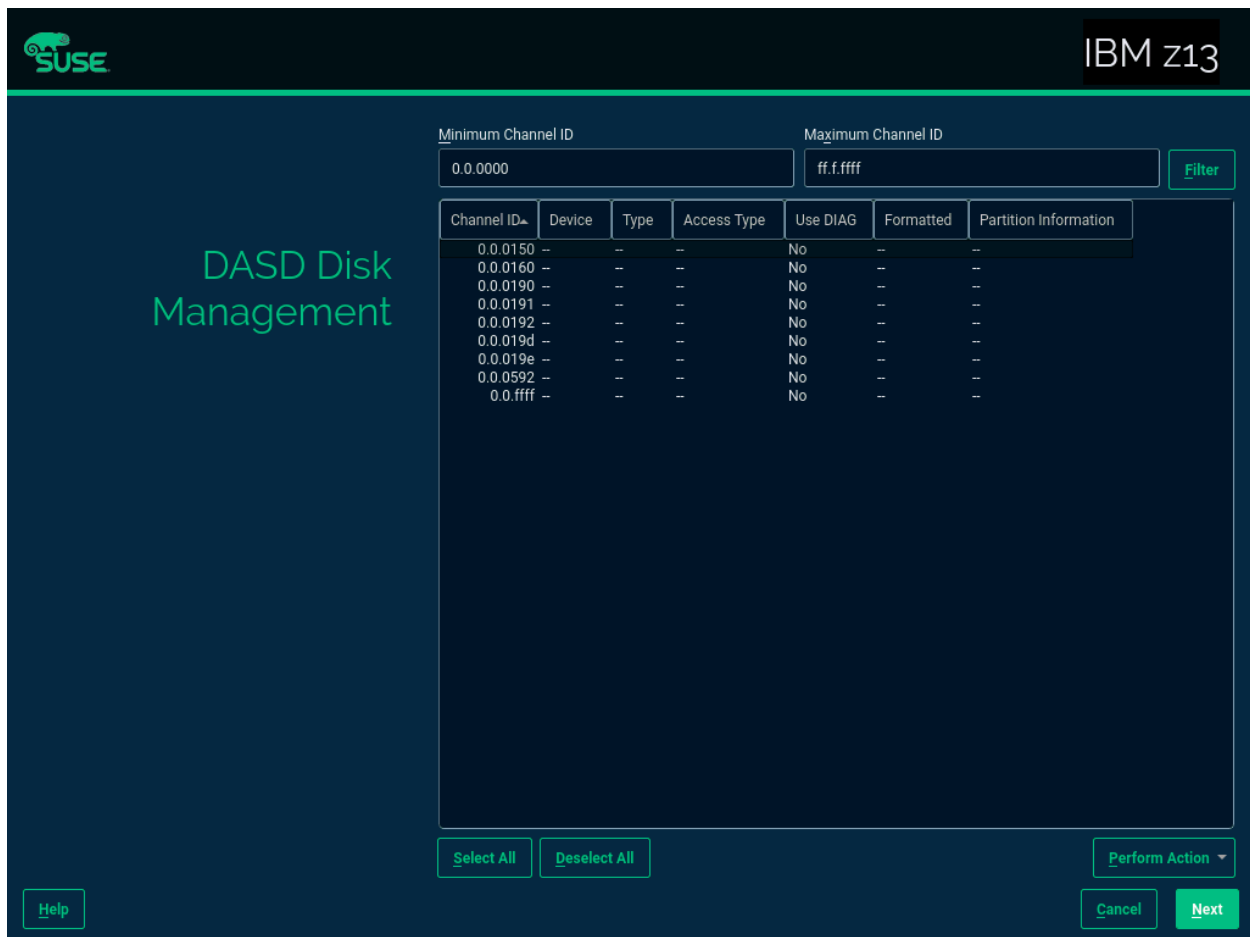 SUSE
IBM z13
DASD Disk
Management
Minimum Channel ID Maximum Channel ID
0.0.0000 ff.f.ffff Filter
Channel ID Device Type Access Type Use DIAG Formatted Partition Information
0.0.0150 -- -- -- No -- --
0.0.0160 -- -- -- No -- --
0.0.0190 -- -- -- No -- --
0.0.0191 -- -- -- No -- --
0.0.0192 -- -- -- No -- --
0.0.019d -- -- -- No -- --
0.0.019e -- -- -- No -- --
0.0.0592 -- -- -- No -- --
0.0.ffff -- -- -- No -- --
Select All Deselect All Perform Action
Help Cancel Next